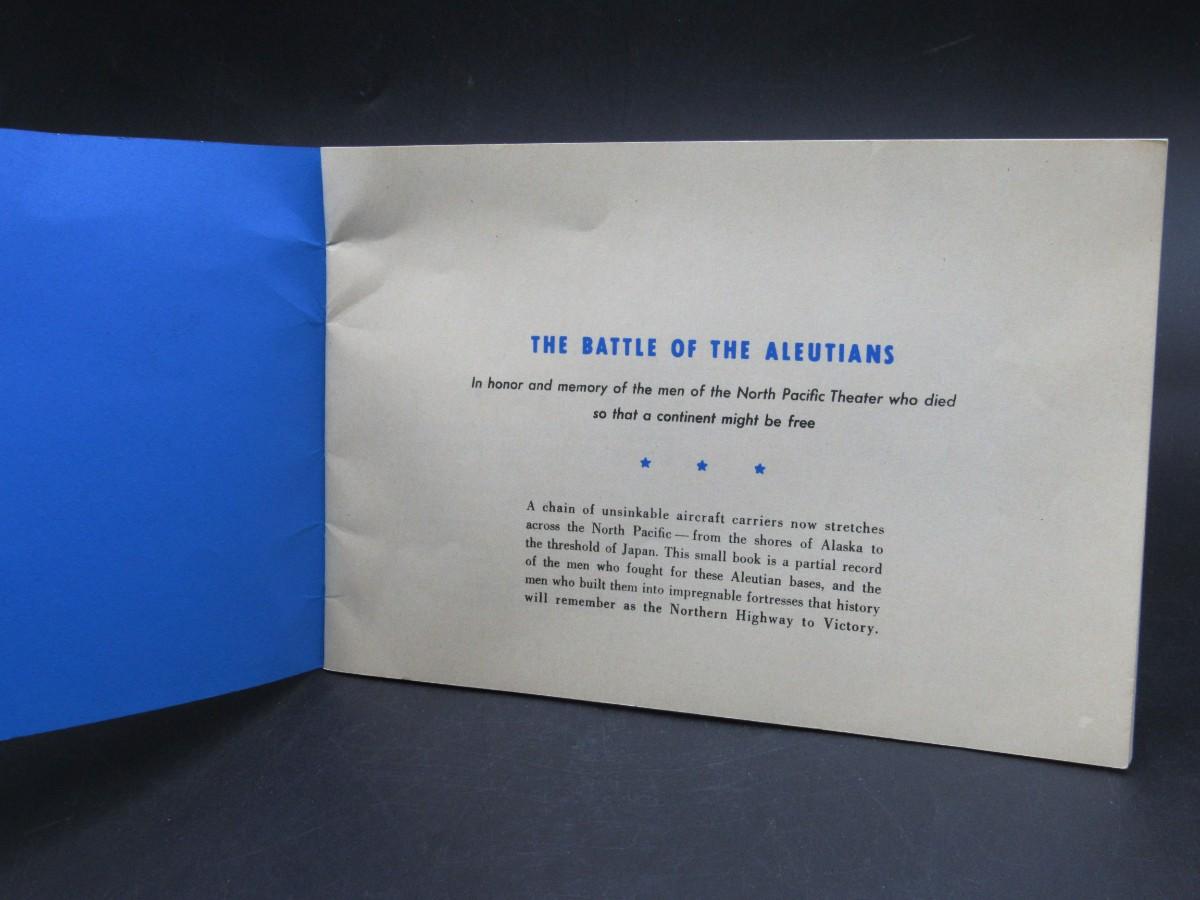 THE BATTLE OF THE ALEUTIANS
In honor and memory of the men of the North Pacific Theater who died
so that a continent might be free
A chain of unsinkable aircraft carriers now stretches
across the North Pacific — from the shores of Alaska to
the threshold of Japan. This small book is a partial record
of the men who fought for these Aleutian bases, and the
men who built them into impregnable fortresses that history
will remember as the Northern Highway to Victory.